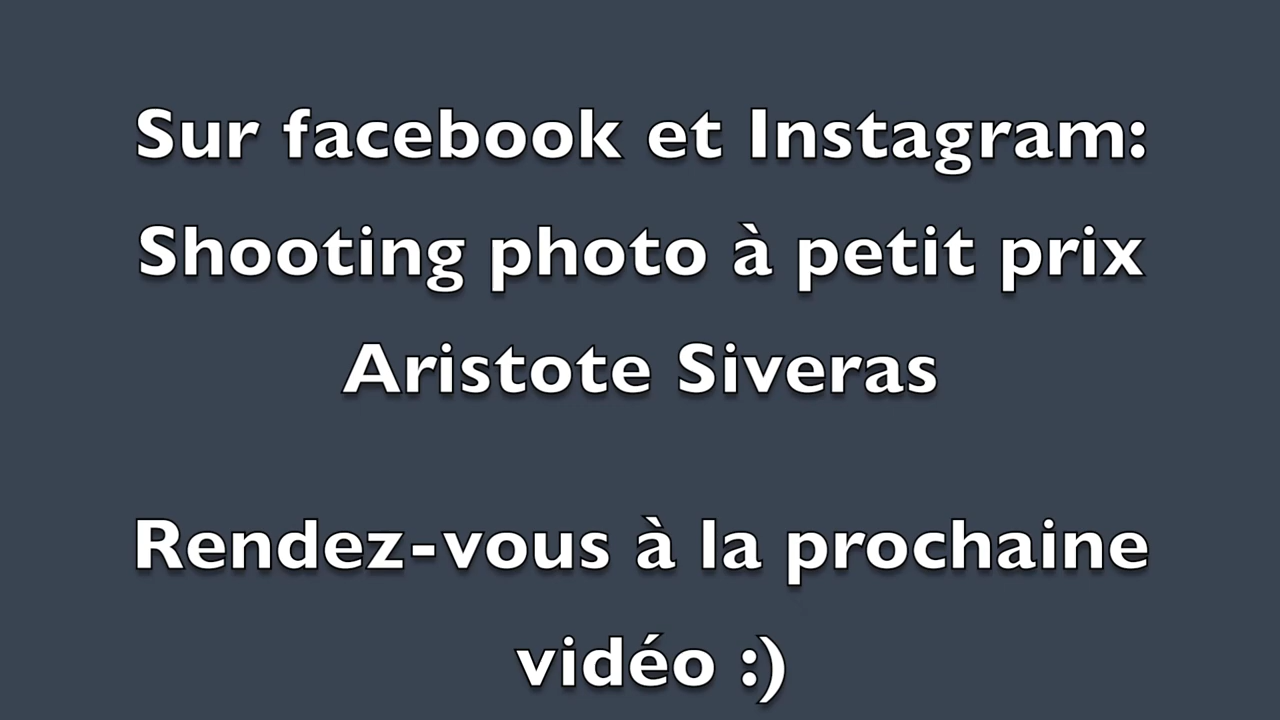 Sur facebook et Instagram:
Shooting photo à petit prix
Aristote Siveras
Rendez-vous à la prochaine
vidéo :)